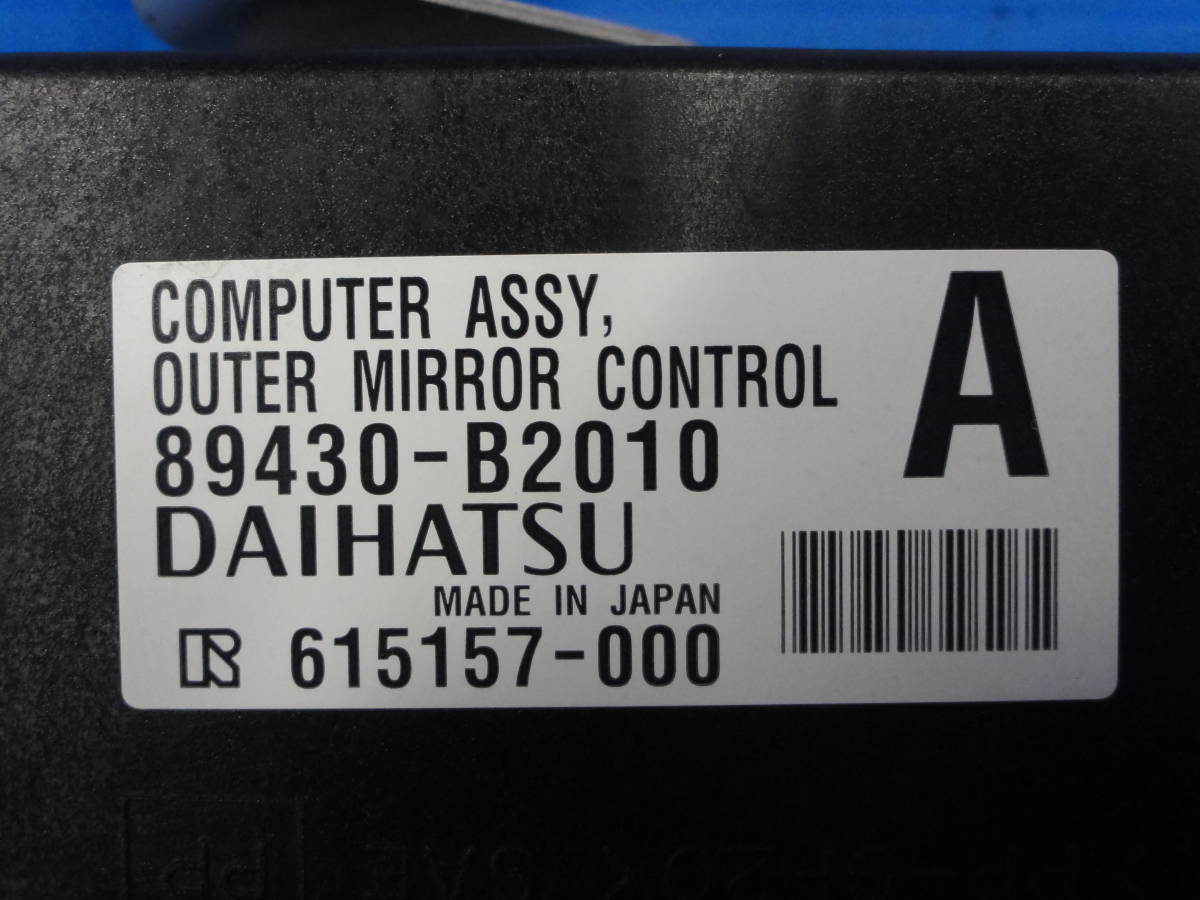 COMPUTER ASSY,
OUTER MIRROR CONTROL
A
89430-B2010
DAIHATSU
MADE IN JAPAN
R 615157-000